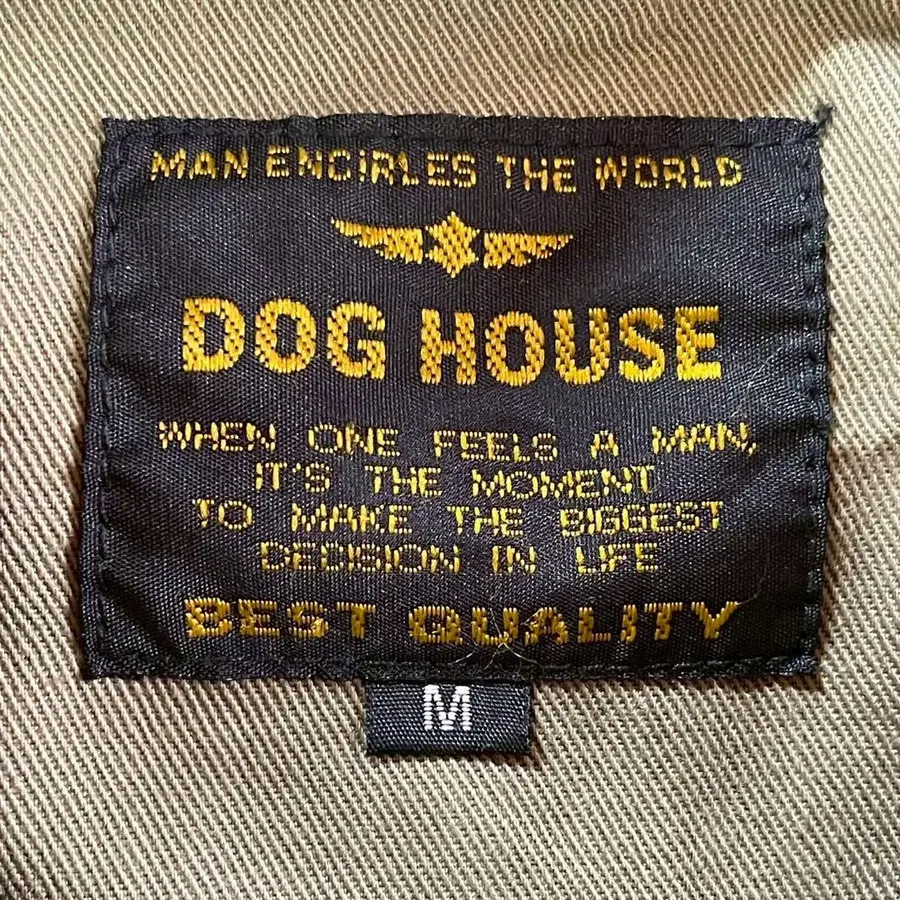 MAN ENCIRLES THE WORLD
DOG HOUSE
WHEN ONE FEELS A MAN,
IT'S THE MOMENT
TO MAKE THE BIGGEST
DECISION IN LIFE
BEST QUALITY
M